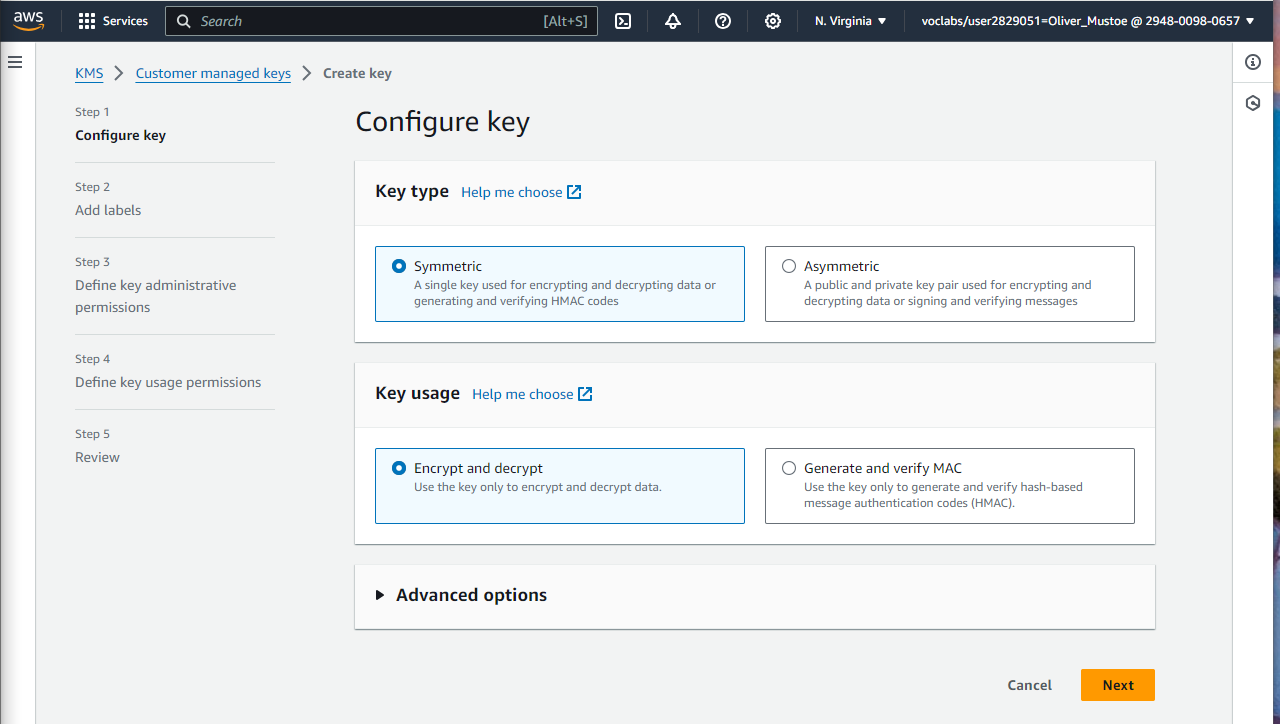 aws
Services
Search
[Alt+S]
N. Virginia
voclabs/user2829051=Oliver_Mustoe @ 2948-0098-0657
KMS
Customer managed keys
Create key
Step 1
Configure key
Step 2
Add labels
Step 3
Define key administrative
permissions
Step 4
Define key usage permissions
Step 5
Review
Configure key
Key type Help me choose
Symmetric
A single key used for encrypting and decrypting data or
generating and verifying HMAC codes
Asymmetric
A public and private key pair used for encrypting and
decrypting data or signing and verifying messages
Key usage Help me choose
Encrypt and decrypt
Use the key only to encrypt and decrypt data.
Generate and verify MAC
Use the key only to generate and verify hash-based
message authentication codes (HMAC).
Advanced options
Cancel
Next